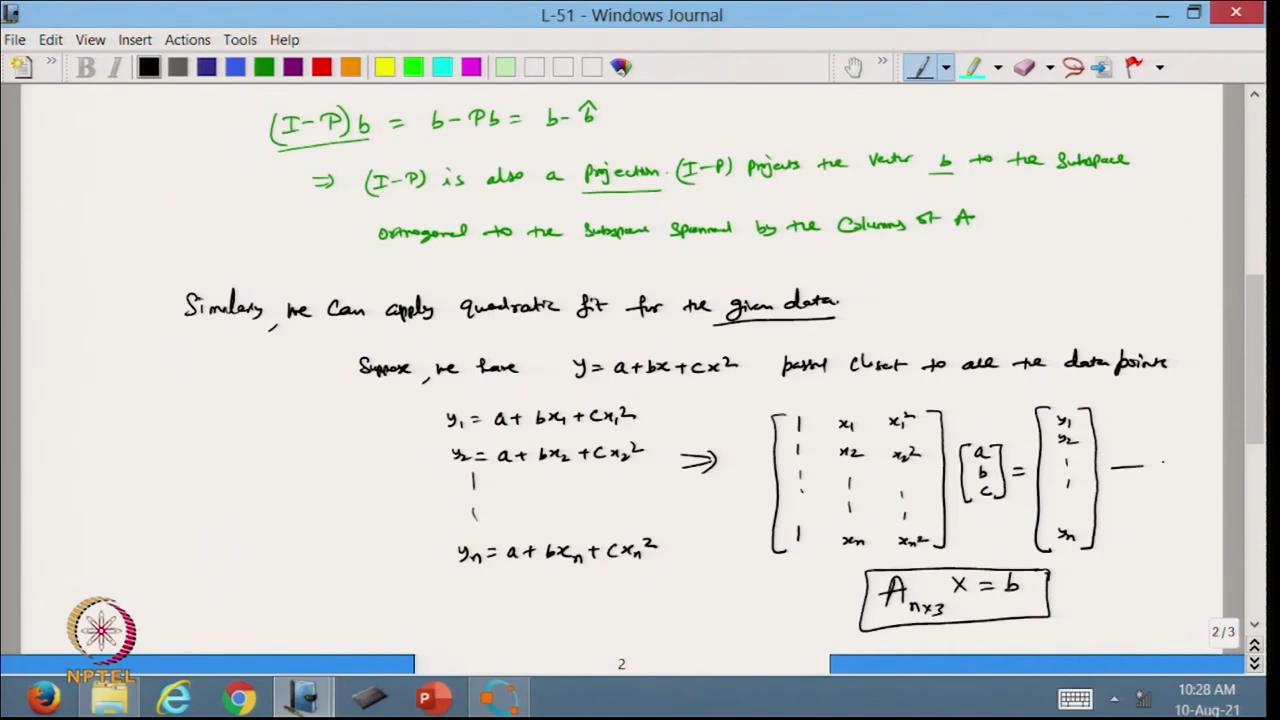 L-51 - Windows Journal
File Edit View Insert Actions Tools Help
(I-P)b = b-Pb = b-b̂
⇒ (I-P) is also a Projection. (I-P) Projects the Vector b to the Subspace
Orthogonal to the Subspace Spanned by the Columns of A
Similarly, we can apply quadratic fit for the given data.
Suppose, we have y = a+bx+cx² passes closest to all the data points
y₁ = a+ bx₁+cx₁²
y₂ = a+ bx₂+cx₂²
yₙ = a+ bxₙ+cxₙ²
⇒
1 x₁ x₁²
1 x₂ x₂²
1 xₙ xₙ²
a
b
c
=
y₁
y₂
yₙ
Aₙₓ₃ x = b
2/3
NPTEL
2
10:28 AM
10-Aug-21